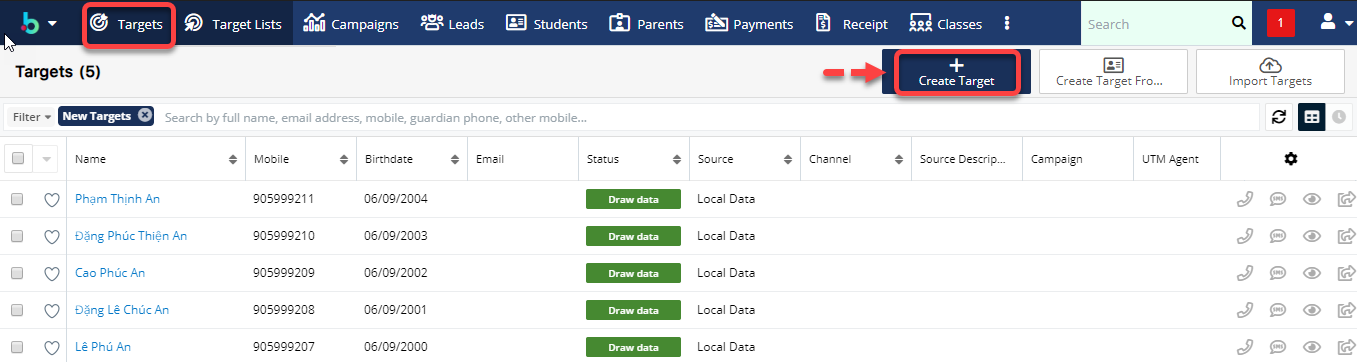 Targets Target Lists Campaigns Leads Students Parents Payments Receipt Classes Search 1
Targets (5) Create Target Create Target Fro... Import Targets
Filter New Targets Search by full name, email address, mobile, guardian phone, other mobile...
Name Mobile Birthdate Email Status Source Channel Source Descrip... Campaign UTM Agent
Phạm Thịnh An 905999211 06/09/2004 Draw data Local Data SMS
Đặng Phúc Thiện An 905999210 06/09/2003 Draw data Local Data SMS
Cao Phúc An 905999209 06/09/2002 Draw data Local Data SMS
Đặng Lê Chúc An 905999208 06/09/2001 Draw data Local Data SMS
Lê Phú An 905999207 06/09/2000 Draw data Local Data SMS